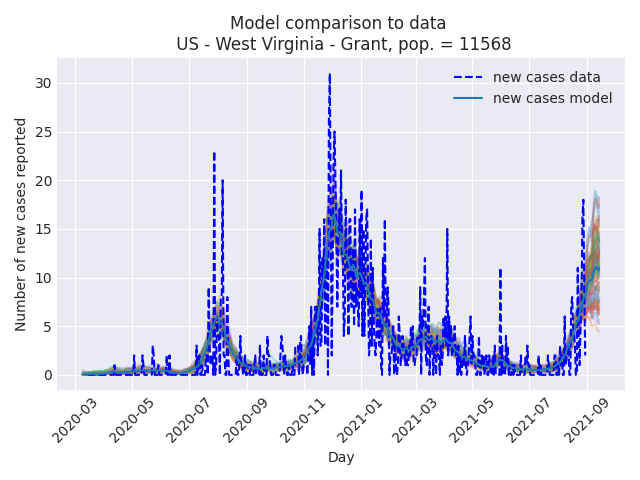 Model comparison to data
US - West Virginia - Grant, pop. = 11568
new cases data
new cases model
Number of new cases reported
30
25
20
15
10
5
0
2020-03
2020-05
2020-07
2020-09
2020-11
2021-01
2021-03
2021-05
2021-07
2021-09
Day